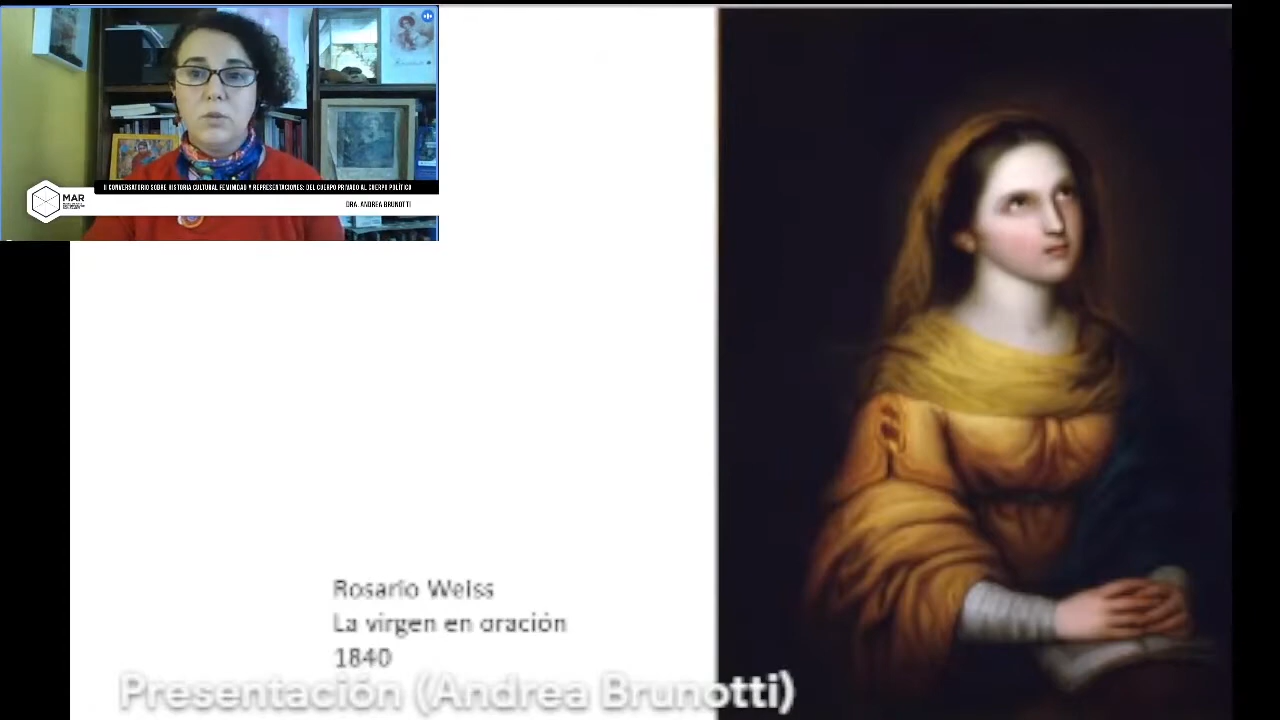 II CONVERSATORIO SOBRE HISTORIA CULTURAL FEMINIDAD Y REPRESENTACIONES: DEL CUERPO PRIVADO AL CUERPO POLÍTICO
MAR
DRA. ANDREA BRUNOTTI
Rosario Weiss
La virgen en oración
1840
Presentación (Andrea Brunotti)